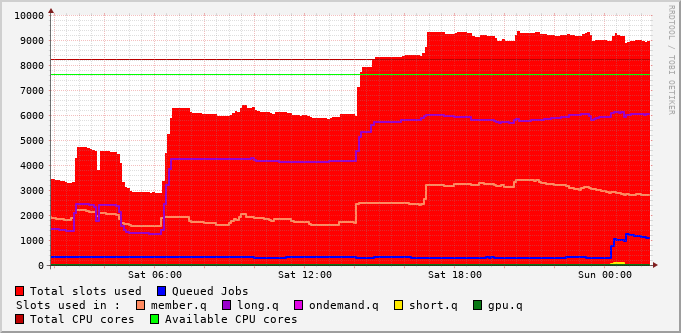 10000
9000
8000
7000
6000
5000
4000
3000
2000
1000
0
Sat 06:00 Sat 12:00 Sat 18:00 Sun 00:00
RRDTOOL / TOBI OETIKER
Total slots used Queued Jobs
Slots used in : member.q long.q ondemand.q short.q gpu.q
Total CPU cores Available CPU cores